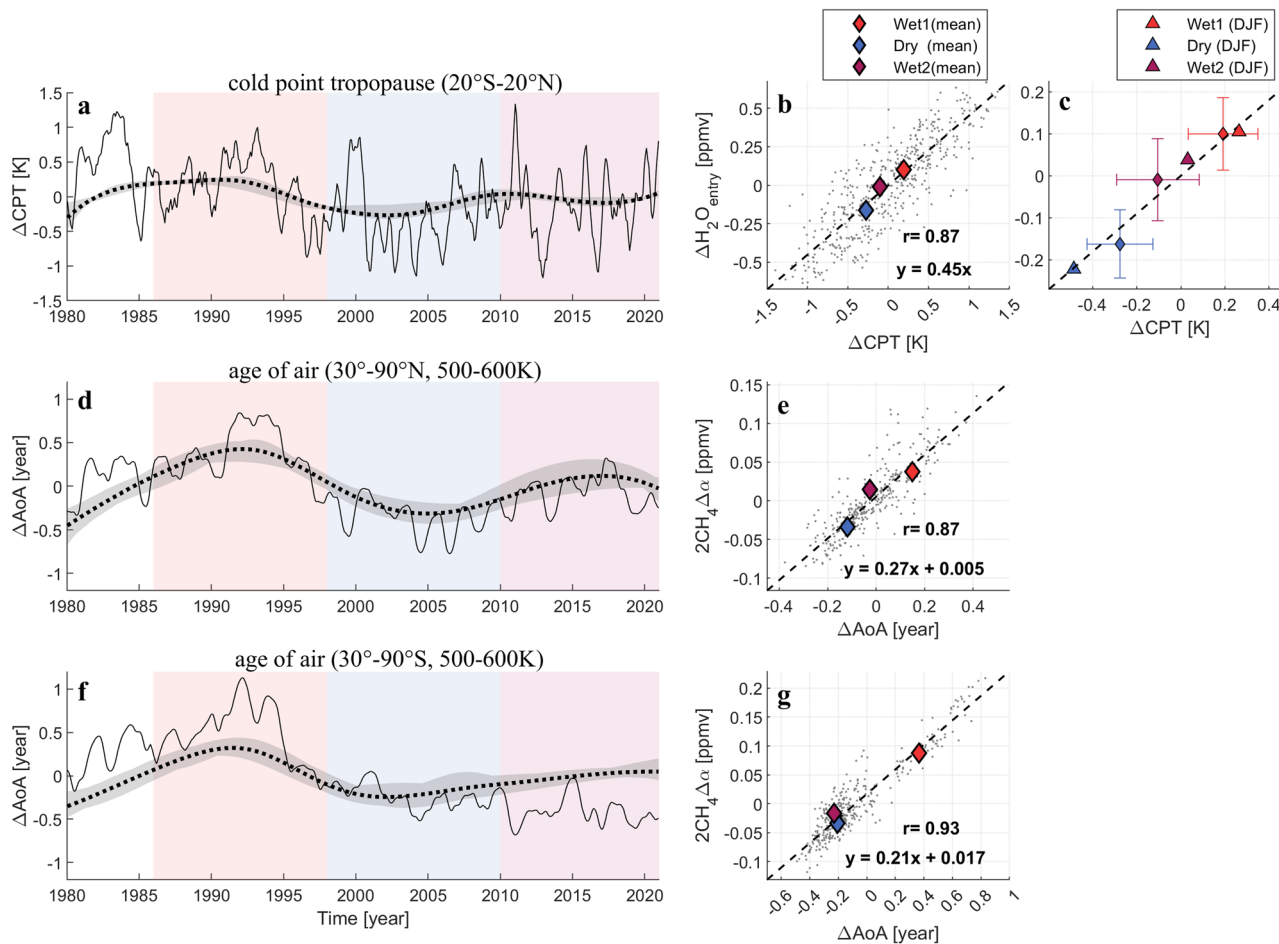 Wet1(mean)
Dry (mean)
Wet2(mean)
Wet1 (DJF)
Dry (DJF)
Wet2 (DJF)
cold point tropopause (20°S-20°N)
a
ΔCPT [K]
1.5
1
0.5
0
-0.5
-1
-1.5
1980 1985 1990 1995 2000 2005 2010 2015 2020
b
ΔH2Oentry [ppmv]
0.5
0.25
0
-0.25
-0.5
r= 0.87
y = 0.45x
-1.5 -1 -0.5 0 0.5 1 1.5
ΔCPT [K]
c
0.2
0.1
0
-0.1
-0.2
-0.4 -0.2 0 0.2 0.4
ΔCPT [K]
age of air (30°-90°N, 500-600K)
d
ΔAoA [year]
1
0.5
0
-0.5
-1
1980 1985 1990 1995 2000 2005 2010 2015 2020
e
2CH4Δα [ppmv]
0.15
0.1
0.05
0
-0.05
-0.1
r= 0.87
y = 0.27x + 0.005
-0.4 -0.2 0 0.2 0.4
ΔAoA [year]
age of air (30°-90°S, 500-600K)
f
ΔAoA [year]
1
0.5
0
-0.5
-1
1980 1985 1990 1995 2000 2005 2010 2015 2020
Time [year]
g
2CH4Δα [ppmv]
0.2
0.15
0.1
0.05
0
-0.05
-0.1
r= 0.93
y = 0.21x + 0.017
-0.6 -0.4 -0.2 0 0.2 0.4 0.6 0.8 1
ΔAoA [year]